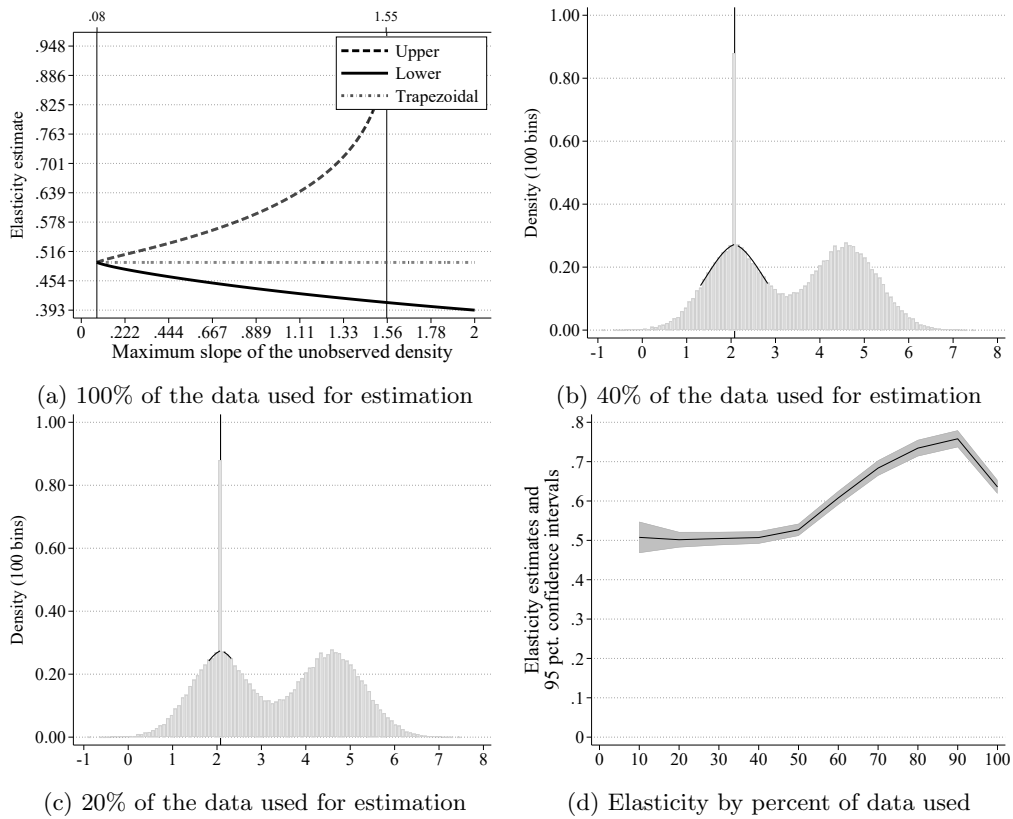 .08 1.55
.948
.886
.825
.763
.701
.639
.578
.516
.454
.393
Elasticity estimate
Upper
Lower
Trapezoidal
0 .222 .444 .667 .889 1.11 1.33 1.56 1.78 2
Maximum slope of the unobserved density
(a) 100% of the data used for estimation
1.00
0.80
0.60
0.40
0.20
0.00
Density (100 bins)
-1 0 1 2 3 4 5 6 7 8
(b) 40% of the data used for estimation
1.00
0.80
0.60
0.40
0.20
0.00
Density (100 bins)
-1 0 1 2 3 4 5 6 7 8
(c) 20% of the data used for estimation
.8
.7
.6
.5
.4
.3
.2
.1
0
Elasticity estimates and
95 pct. confidence intervals
0 10 20 30 40 50 60 70 80 90 100
(d) Elasticity by percent of data used